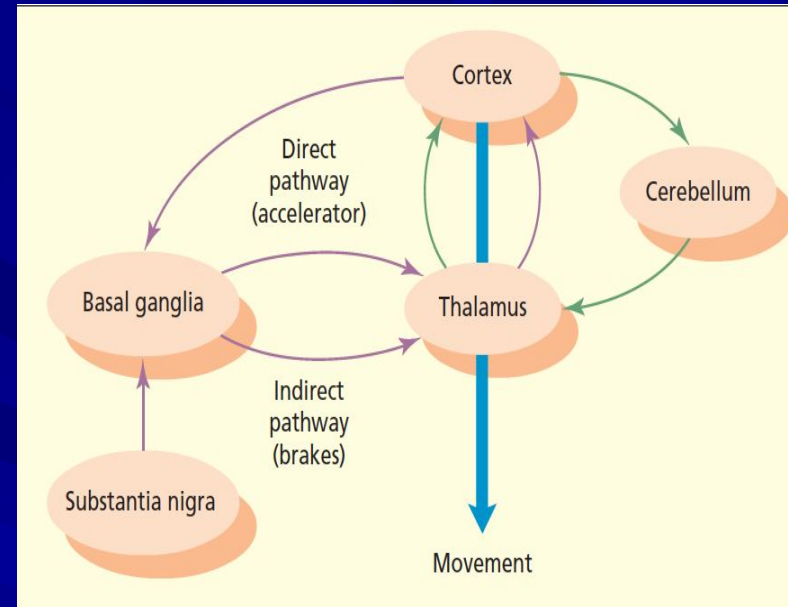 Cortex
Direct
pathway
(accelerator)
Cerebellum
Basal ganglia
Thalamus
Indirect
pathway
(brakes)
Substantia nigra
Movement